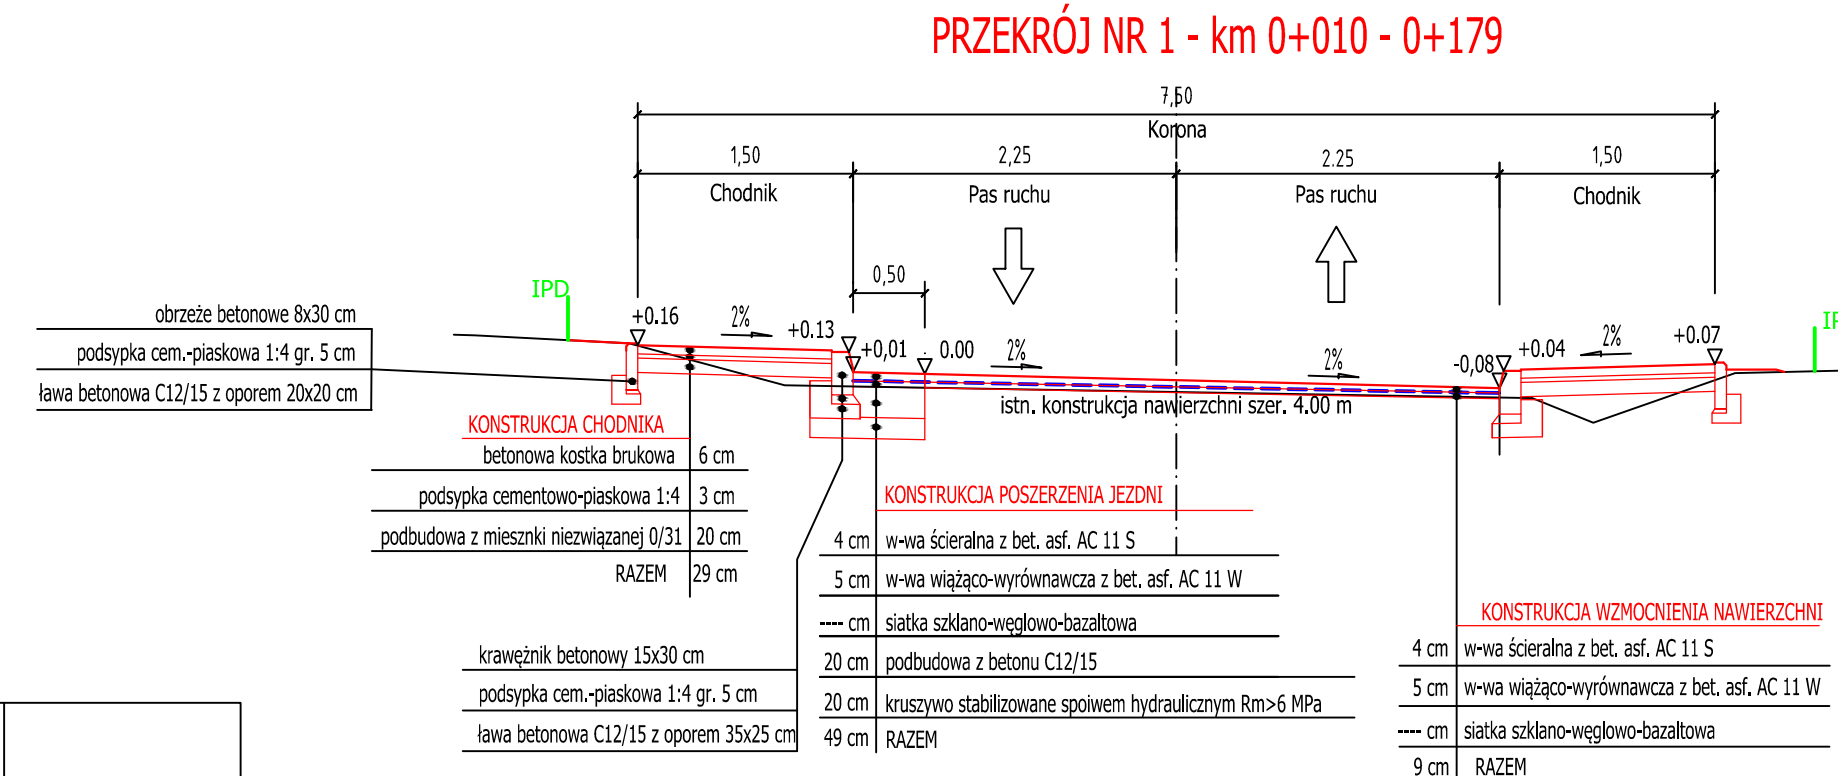 PRZEKRÓJ NR 1 - km 0+010 - 0+179
7,50
Korona
1,50
2,25
2.25
1,50
Chodnik
Pas ruchu
Pas ruchu
Chodnik
0,50
IPD
+0.16
2%
+0.13
+0,01
0.00
2%
2%
-0,08
+0.04
2%
+0.07
obrzeże betonowe 8x30 cm
podsypka cem.-piaskowa 1:4 gr. 5 cm
ława betonowa C12/15 z oporem 20x20 cm
istn. konstrukcja nawierzchni szer. 4.00 m
KONSTRUKCJA CHODNIKA
betonowa kostka brukowa 6 cm
podsypka cementowo-piaskowa 1:4 3 cm
podbudowa z miesznki niezwiązanej 0/31 20 cm
RAZEM 29 cm
krawężnik betonowy 15x30 cm
podsypka cem.-piaskowa 1:4 gr. 5 cm
ława betonowa C12/15 z oporem 35x25 cm
KONSTRUKCJA POSZERZENIA JEZDNI
4 cm w-wa ścieralna z bet. asf. AC 11 S
5 cm w-wa wiążąco-wyrównawcza z bet. asf. AC 11 W
---- cm siatka szklano-węglowo-bazaltowa
20 cm podbudowa z betonu C12/15
20 cm kruszywo stabilizowane spoiwem hydraulicznym Rm>6 MPa
49 cm RAZEM
KONSTRUKCJA WZMOCNIENIA NAWIERZCHNI
4 cm w-wa ścieralna z bet. asf. AC 11 S
5 cm w-wa wiążąco-wyrównawcza z bet. asf. AC 11 W
---- cm siatka szklano-węglowo-bazaltowa
9 cm RAZEM